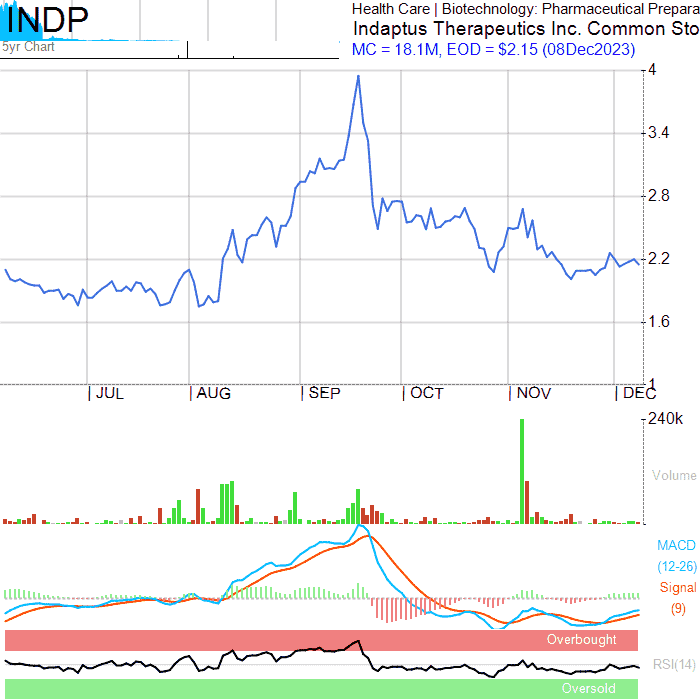 INDP
5yr Chart
Health Care | Biotechnology: Pharmaceutical Prepara
Indaptus Therapeutics Inc. Common Sto
MC = 18.1M, EOD = $2.15 (08Dec2023)
4
3.4
2.8
2.2
1.6
1
JUL
AUG
SEP
OCT
NOV
DEC
240k
Volume
MACD
(12-26)
Signal
(9)
Overbought
RSI(14)
Oversold